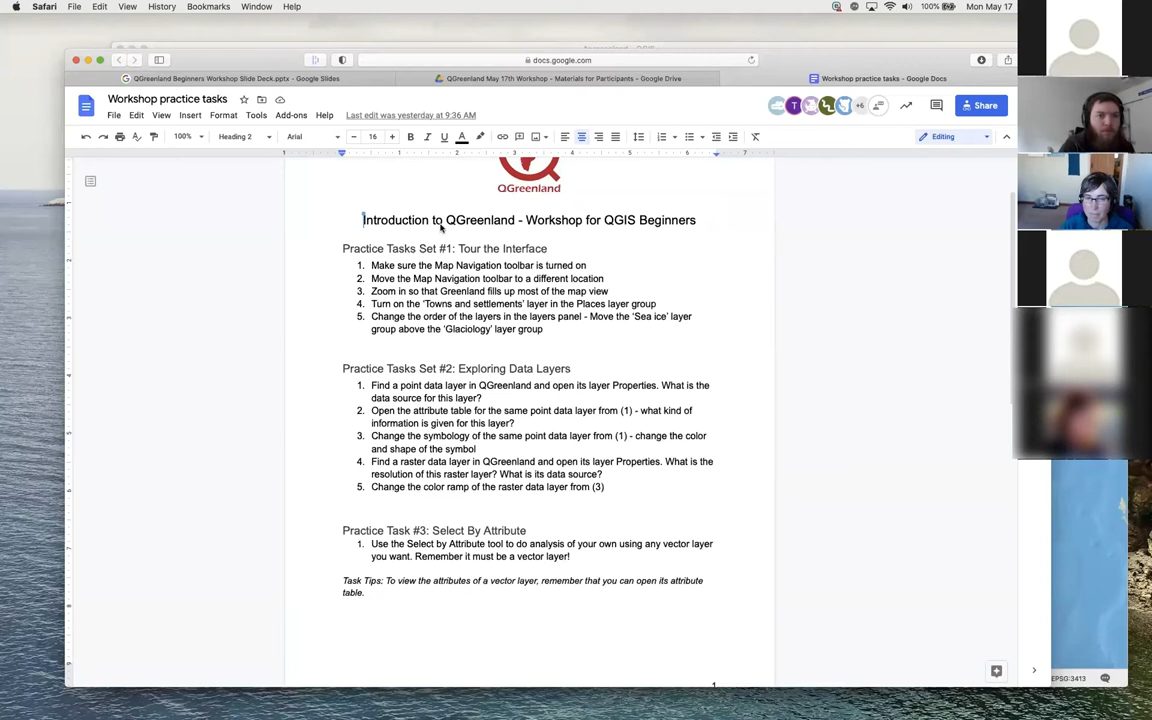 Safari File Edit View History Bookmarks Window Help 100% Mon May 17
QGIS
docs.google.com
QGreenland Beginners Workshop Slide Deck.pptx - Google Slides
QGreenland May 17th Workshop - Materials for Participants - Google Drive
Workshop practice tasks - Google Docs
Workshop practice tasks
File Edit View Insert Format Tools Add-ons Help Last edit was yesterday at 9:36 AM
T +6 Share
100% Heading 2 Arial 16 B I U A Editing
1 1 2 3 4 5 6 7
QGREENLAND
Introduction to QGreenland - Workshop for QGIS Beginners
Practice Tasks Set #1: Tour the Interface
1. Make sure the Map Navigation toolbar is turned on
2. Move the Map Navigation toolbar to a different location
3. Zoom in so that Greenland fills up most of the map view
4. Turn on the ‘Towns and settlements’ layer in the Places layer group
5. Change the order of the layers in the layers panel - Move the ‘Sea ice’ layer
group above the ‘Glaciology’ layer group
Practice Tasks Set #2: Exploring Data Layers
1. Find a point data layer in QGreenland and open its layer Properties. What is the
data source for this layer?
2. Open the attribute table for the same point data layer from (1) - what kind of
information is given for this layer?
3. Change the symbology of the same point data layer from (1) - change the color
and shape of the symbol
4. Find a raster data layer in QGreenland and open its layer Properties. What is the
resolution of this raster layer? What is its data source?
5. Change the color ramp of the raster data layer from (3)
Practice Task #3: Select By Attribute
1. Use the Select by Attribute tool to do analysis of your own using any vector layer
you want. Remember it must be a vector layer!
Task Tips: To view the attributes of a vector layer, remember that you can open its attribute
table.
1
EPSG:3413